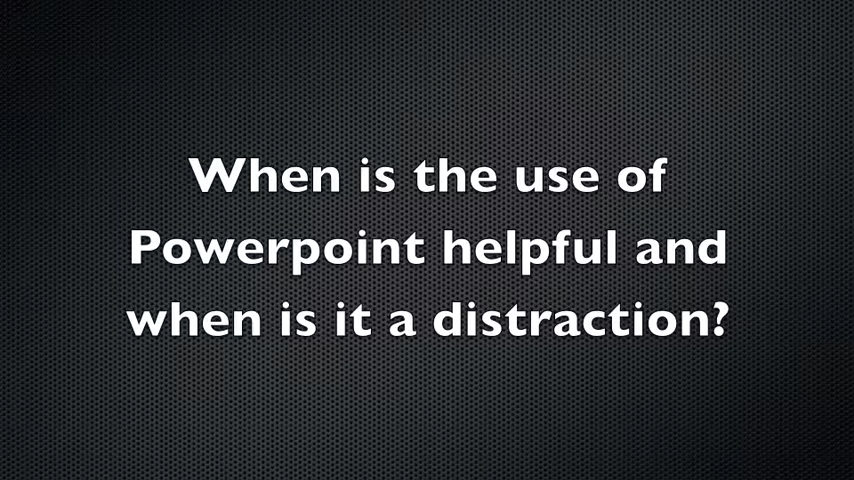 When is the use of
Powerpoint helpful and
when is it a distraction?